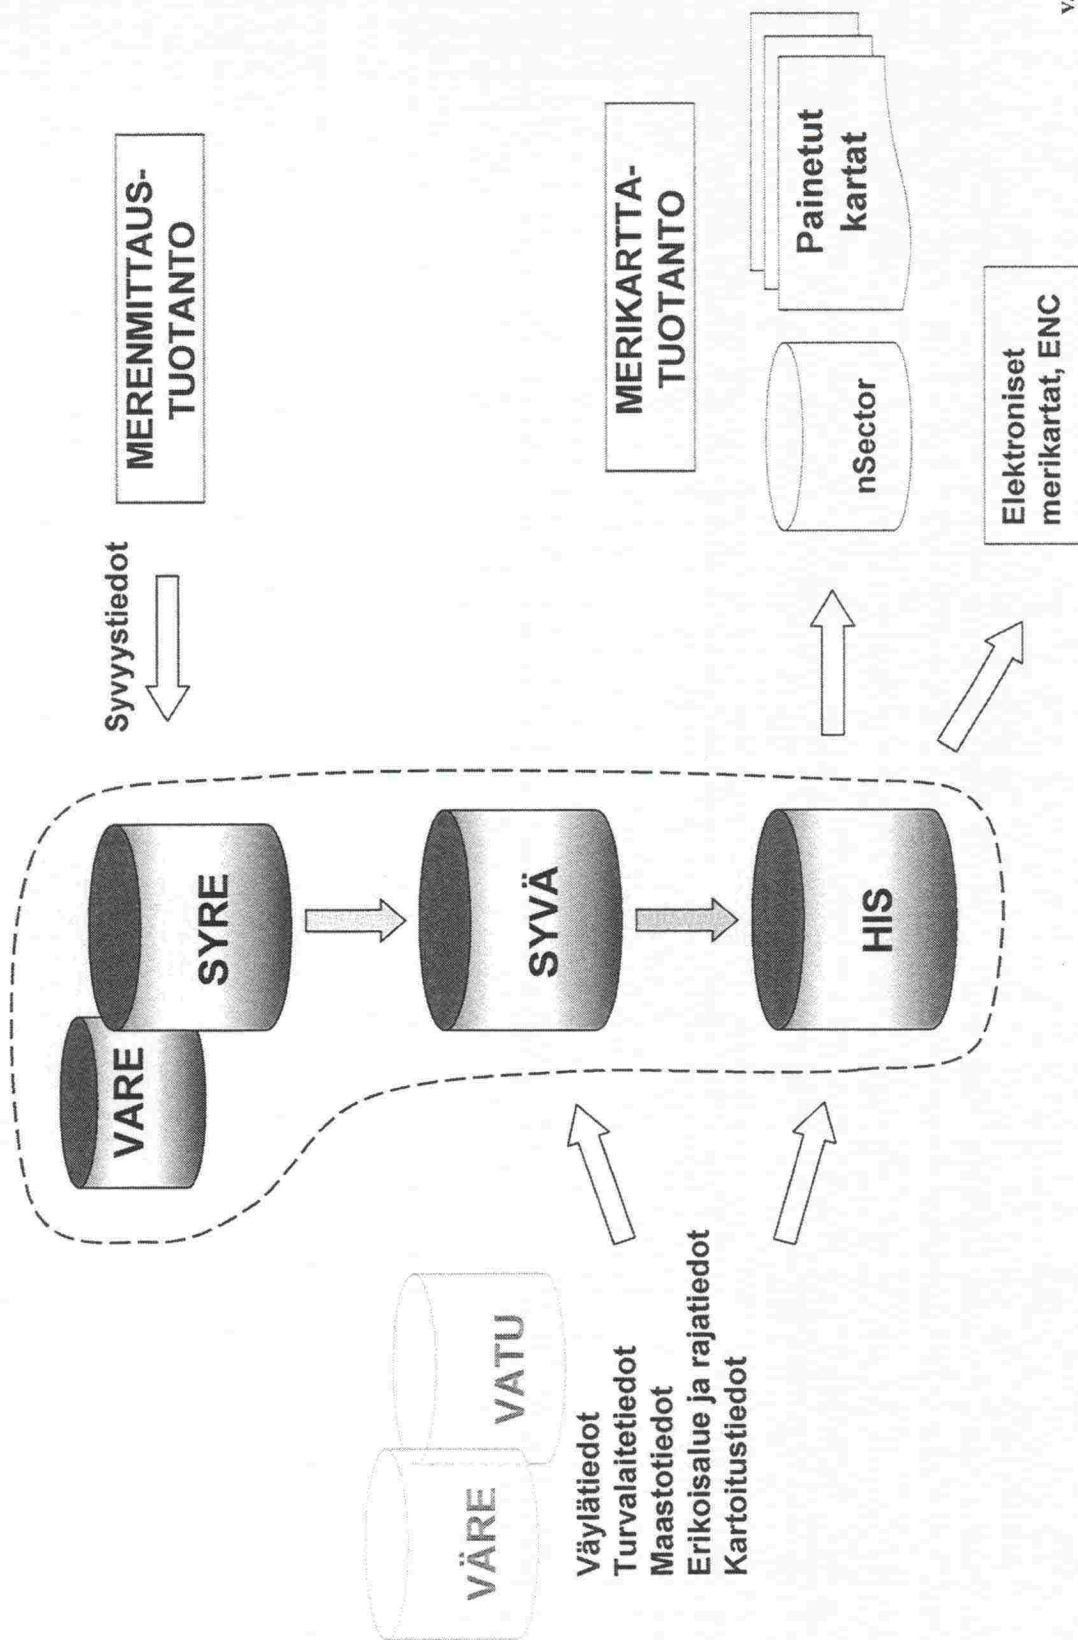 MERENMITTAUS-
TUOTANTO
Syvyystiedot
VARE
SYRE
SYVÄ
HIS
VÄRE
VATU
Väylätiedot
Turvalaitetiedot
Maastotiedot
Erikoisalue ja rajatiedot
Kartoitustiedot
MERIKARTTA-
TUOTANTO
nSector
Painetut
kartat
Elektroniset
merikartat, ENC